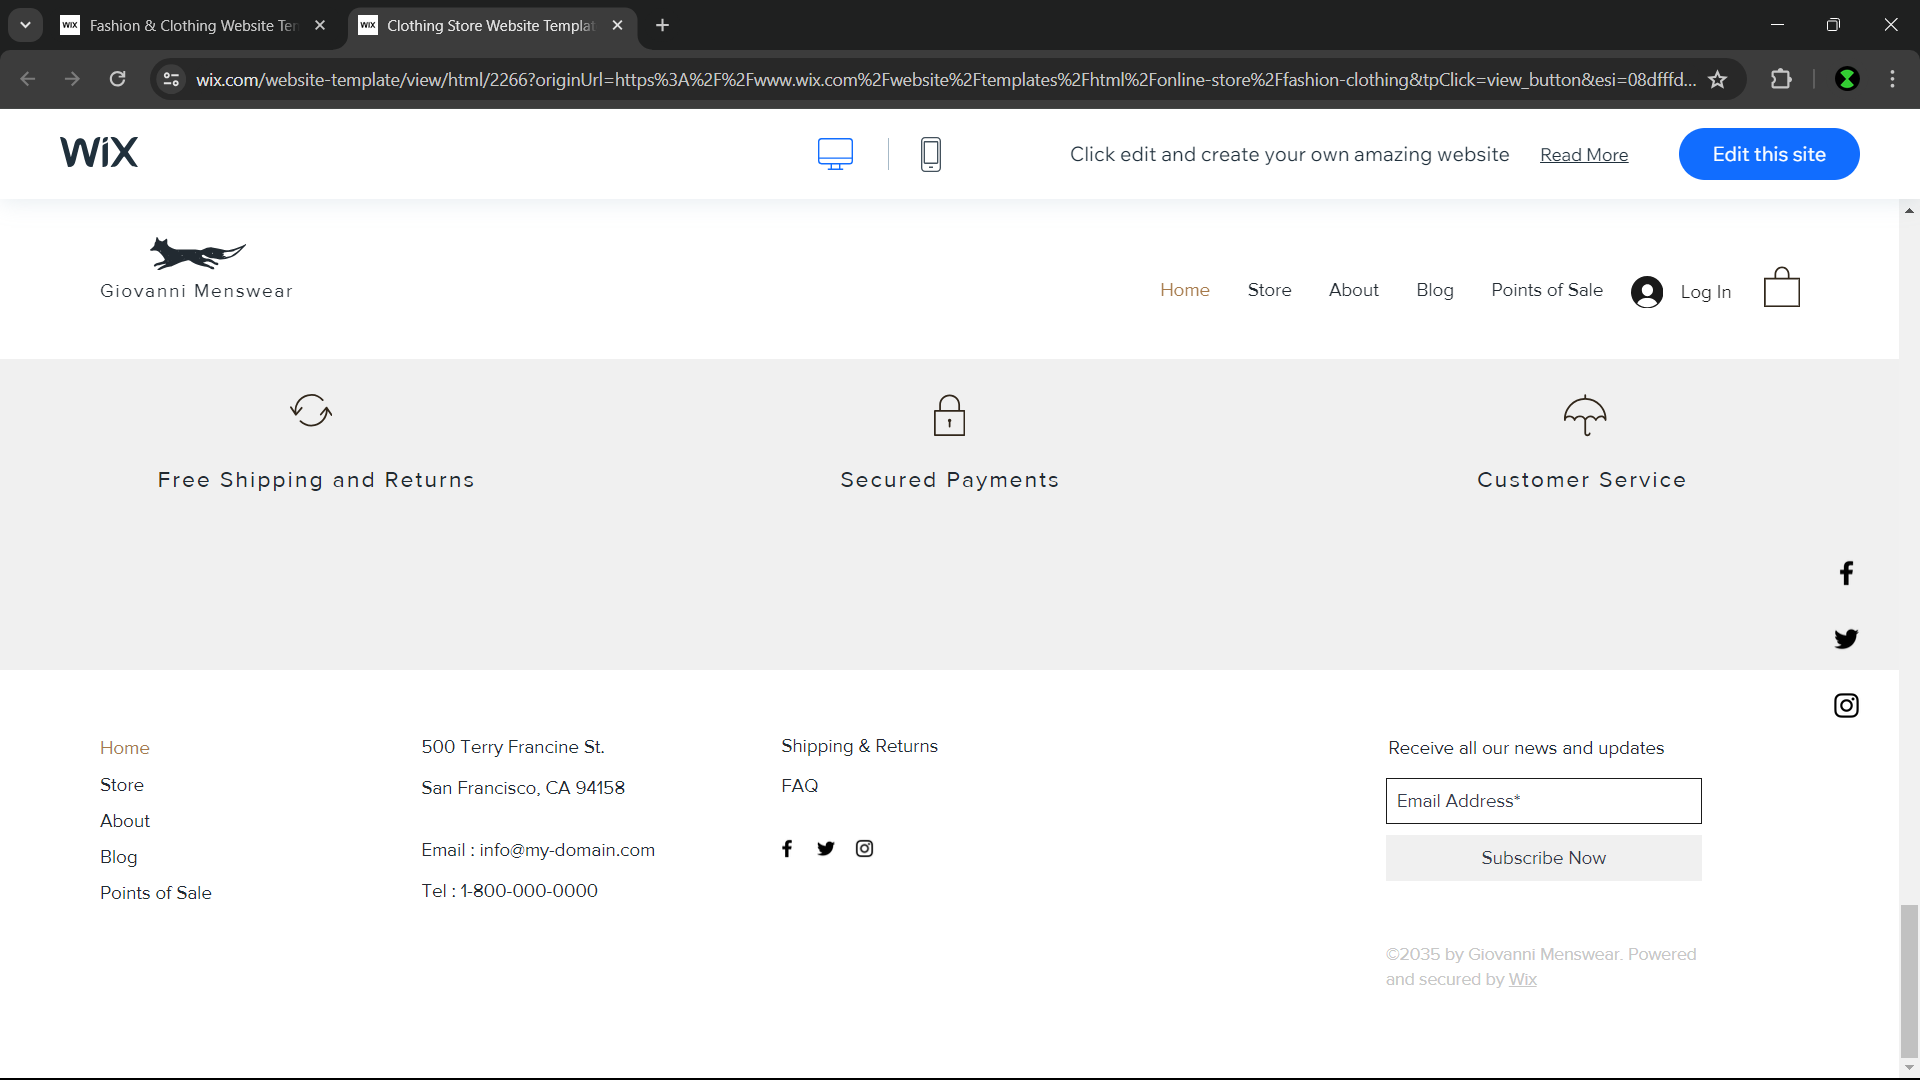 WiX Fashion & Clothing Website Ten
WiX Clothing Store Website Templat
wix.com/website-template/view/html/2266?originUrl=https%3A%2F%2Fwww.wix.com%2Fwebsite%2Ftemplates%2Fhtml%2Fonline-store%2Ffashion-clothing&tpClick=view_button&esi=08dfffd...
WiX
Click edit and create your own amazing website
Read More
Edit this site
Giovanni Menswear
Home
Store
About
Blog
Points of Sale
Log In
Free Shipping and Returns
Secured Payments
Customer Service
Home
Store
About
Blog
Points of Sale
500 Terry Francine St.
San Francisco, CA 94158
Email : info@my-domain.com
Tel : 1-800-000-0000
Shipping & Returns
FAQ
Receive all our news and updates
Email Address*
Subscribe Now
©2035 by Giovanni Menswear. Powered
and secured by Wix